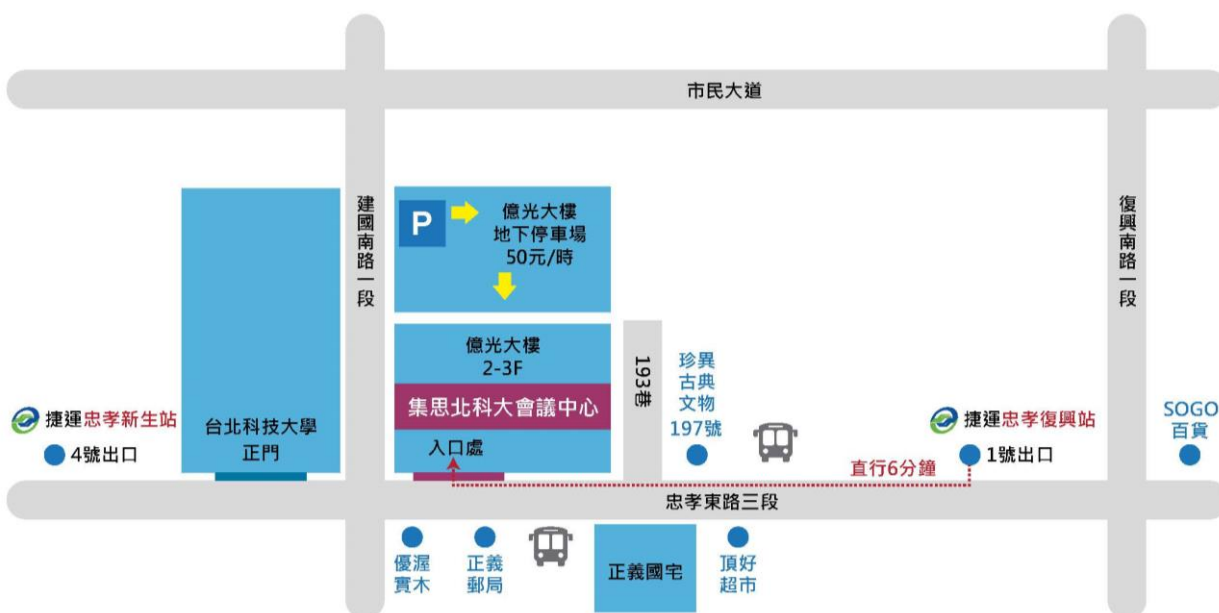 市民大道
建國南路一段
復興南路一段
P
億光大樓
地下停車場
50元/時
億光大樓
2-3F
集思北科大會議中心
入口處
193巷
珍異
古典
文物
197號
捷運忠孝新生站
4號出口
台北科技大學
正門
捷運忠孝復興站
1號出口
SOGO
百貨
直行6分鐘
忠孝東路三段
優渥
實木
正義
郵局
正義國宅
頂好
超市